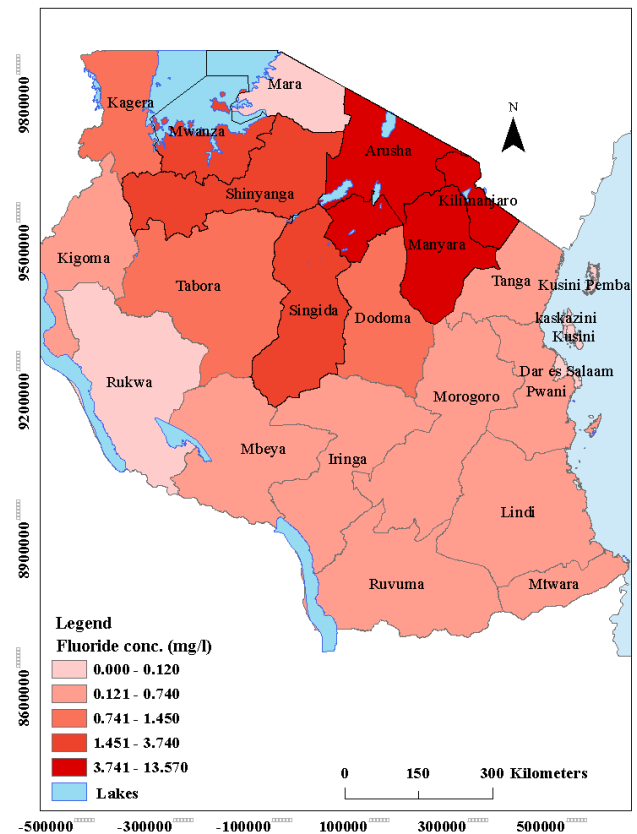 9800000
9500000
9200000
8900000
8600000
N
Mara
Kagera
Mwanza
Arusha
Shinyanga
Kilimanjaro
Manyara
Kigoma
Tabora
Tanga
Kusini Pemba
Singida
Dodoma
kaskazini
Kusini
Rukwa
Dar es Salaam
Pwani
Morogoro
Mbeya
Iringa
Lindi
Ruvuma
Mtwara
Legend
Fluoride conc. (mg/l)
0.000 - 0.120
0.121 - 0.740
0.741 - 1.450
1.451 - 3.740
3.741 - 13.570
Lakes
0 150 300 Kilometers
-500000 -300000 -100000 100000 300000 500000